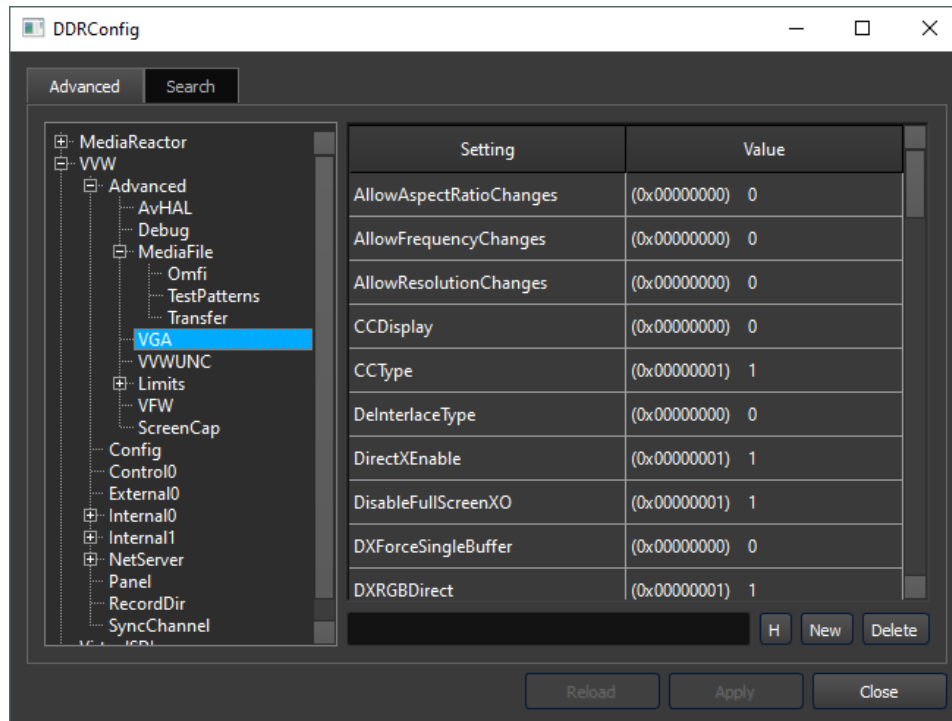 DDRConfig
Advanced
Search
MediaReactor
VVW
Advanced
AvHAL
Debug
MediaFile
Omfi
TestPatterns
Transfer
VGA
VVWUNC
Limits
VFW
ScreenCap
Config
Control0
External0
Internal0
Internal1
NetServer
Panel
RecordDir
SyncChannel
Setting Value
AllowAspectRatioChanges (0x00000000) 0
AllowFrequencyChanges (0x00000000) 0
AllowResolutionChanges (0x00000000) 0
CCDisplay (0x00000000) 0
CCType (0x00000001) 1
DeInterlaceType (0x00000000) 0
DirectXEnable (0x00000001) 1
DisableFullScreenXO (0x00000001) 1
DXForceSingleBuffer (0x00000000) 0
DXRGBDirect (0x00000001) 1
H New Delete
Reload Apply Close